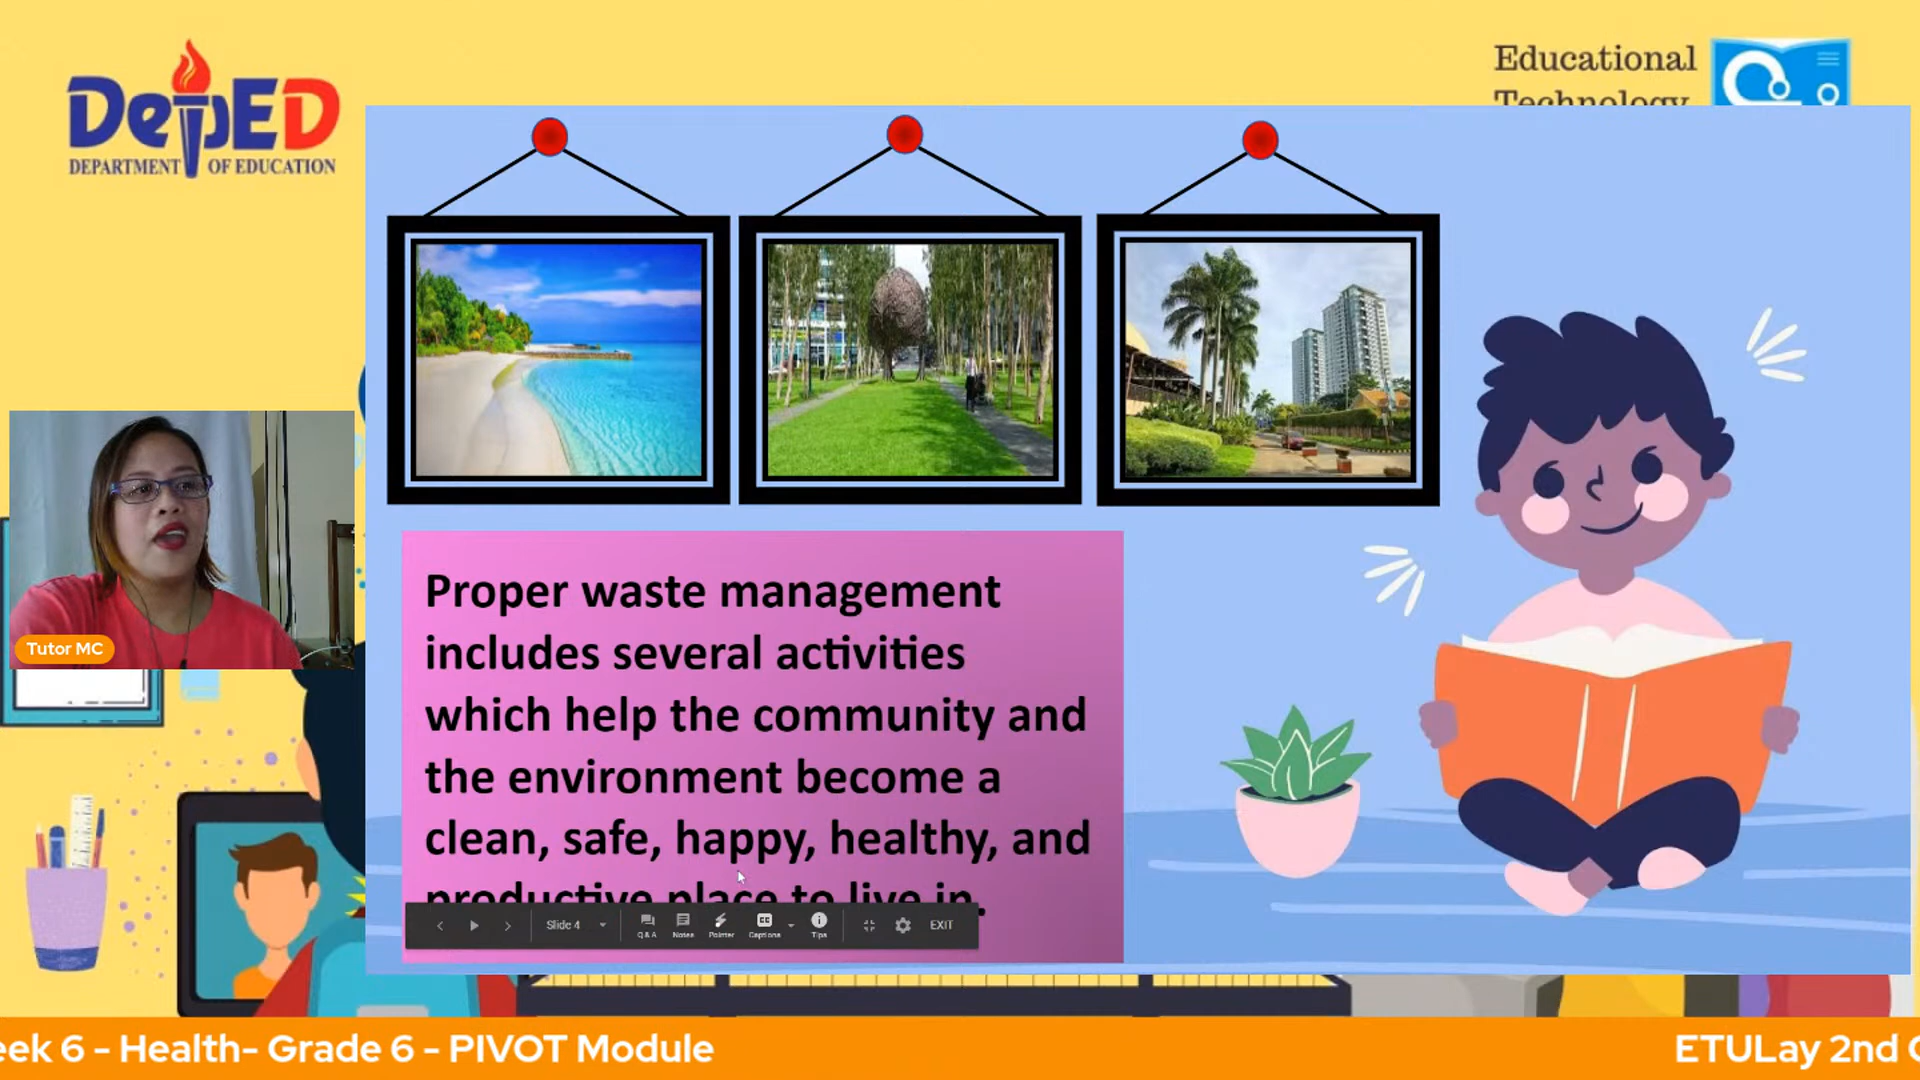 DepED
DEPARTMENT OF EDUCATION
Educational
Technology
Tutor MC
Proper waste management
includes several activities
which help the community and
the environment become a
clean, safe, happy, healthy, and
productive place to live in.
Slide 4
Q & A
Notes
Pointer
Captions
Tips
EXIT
eek 6 - Health- Grade 6 - PIVOT Module
ETULay 2nd